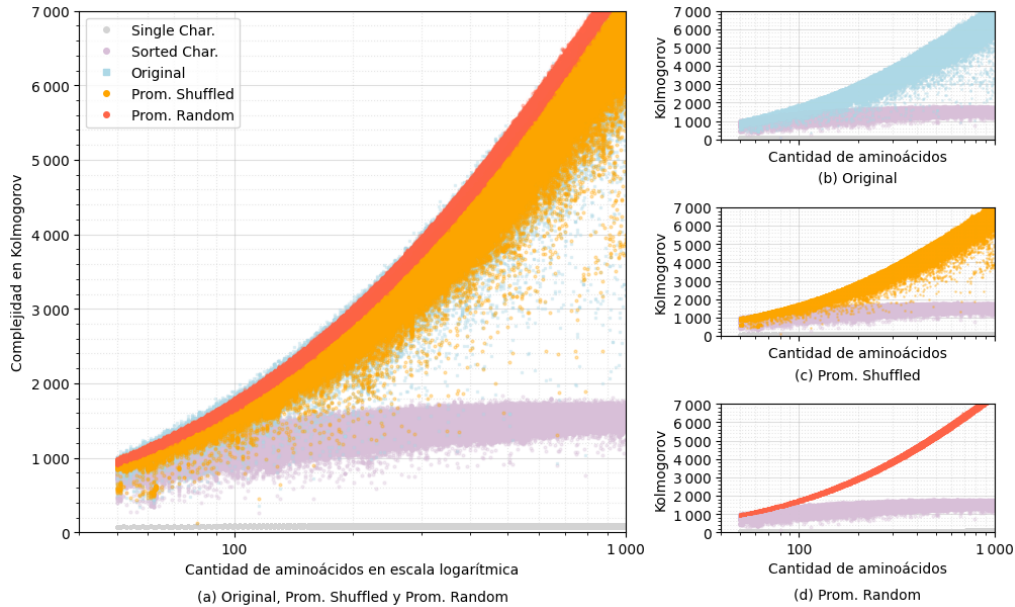 7 000
6 000
5 000
4 000
3 000
2 000
1 000
0
Complejidad en Kolmogorov
Single Char.
Sorted Char.
Original
Prom. Shuffled
Prom. Random
100
1 000
Cantidad de aminoácidos en escala logarítmica
(a) Original, Prom. Shuffled y Prom. Random
7 000
6 000
5 000
4 000
3 000
2 000
1 000
0
Kolmogorov
Cantidad de aminoácidos
(b) Original
7 000
6 000
5 000
4 000
3 000
2 000
1 000
0
Kolmogorov
Cantidad de aminoácidos
(c) Prom. Shuffled
7 000
6 000
5 000
4 000
3 000
2 000
1 000
0
Kolmogorov
100
1 000
Cantidad de aminoácidos
(d) Prom. Random